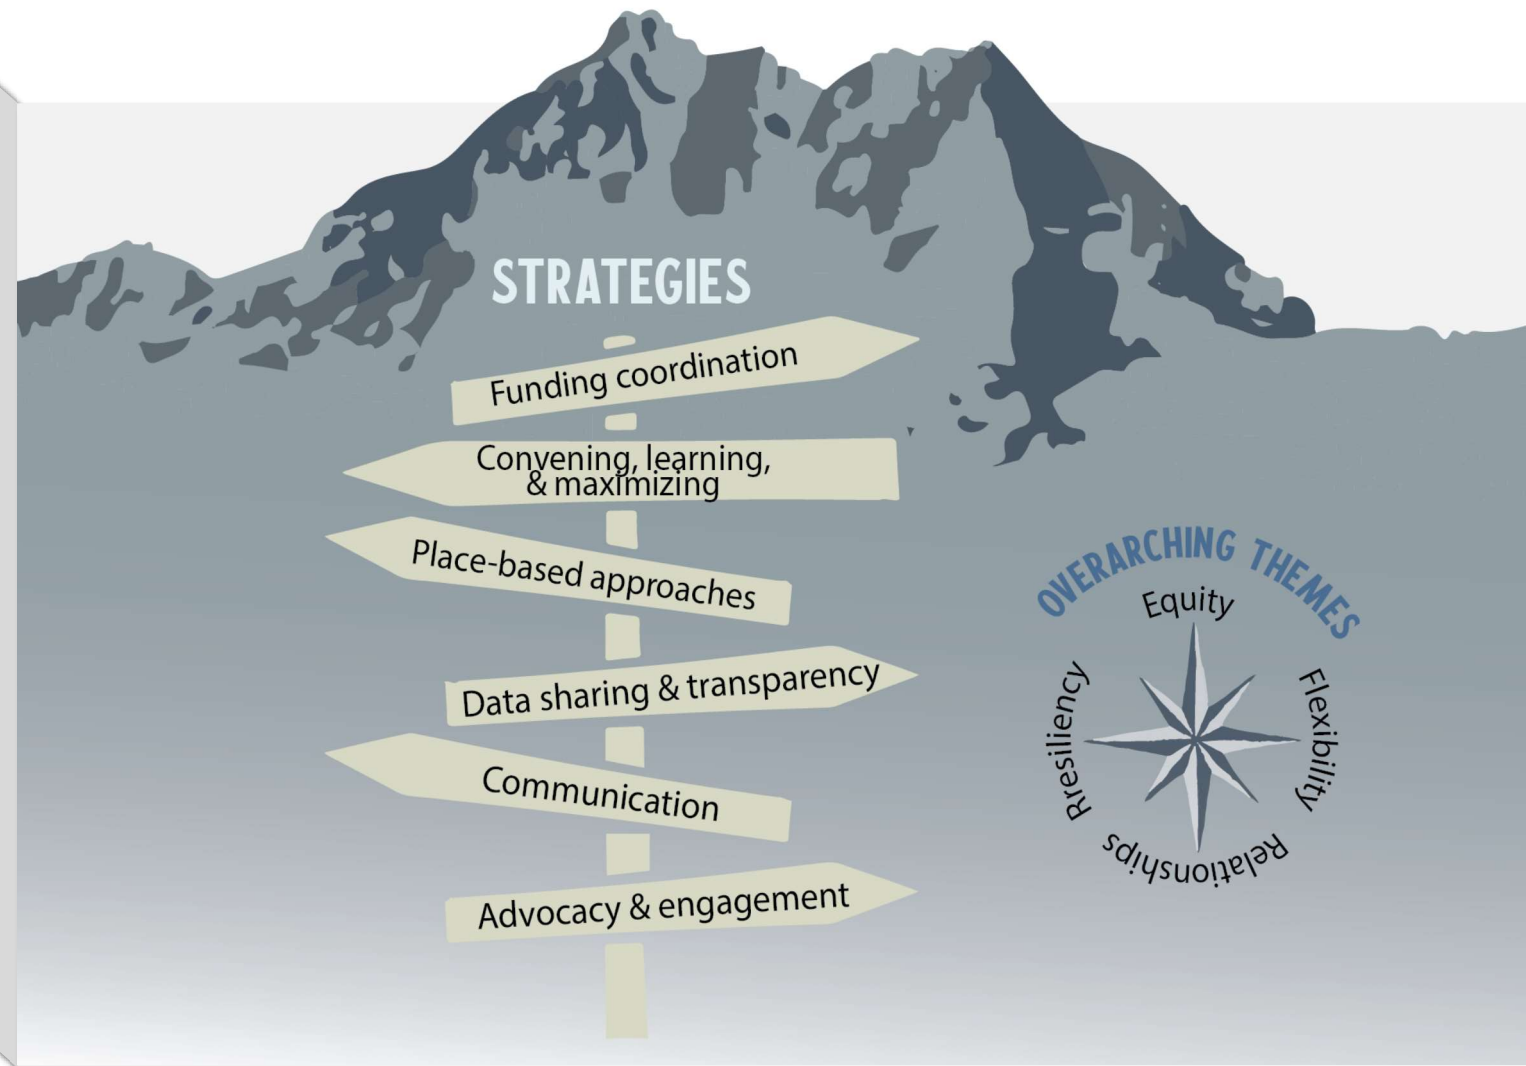 STRATEGIES
Funding coordination
Convening, learning,
& maximizing
Place-based approaches
Data sharing & transparency
Communication
Advocacy & engagement
OVERARCHING THEMES
Equity
Flexibility
Relationships
Rresiliency